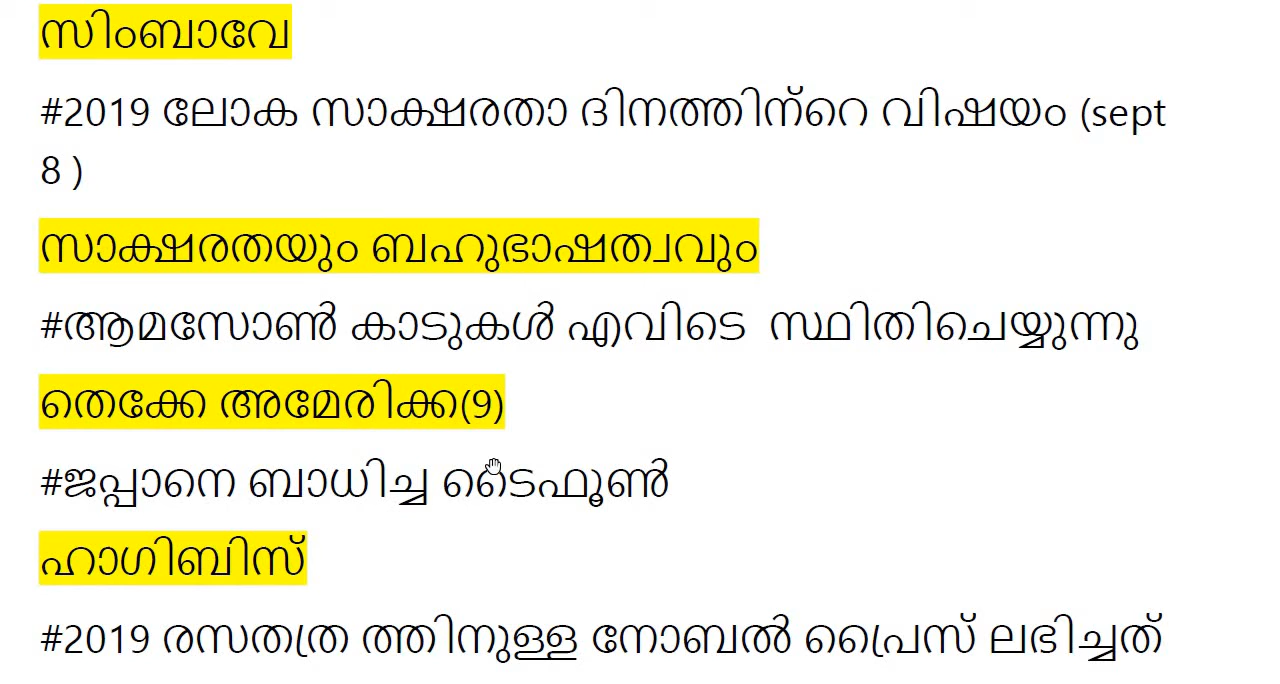 സിംബാവേ
#2019 ലോക സാക്ഷരതാ ദിനത്തിന്റെ വിഷയം (sept
8 )
സാക്ഷരതയും ബഹുഭാഷത്വവും
#ആമസോൺ കാടുകൾ എവിടെ സ്ഥിതിചെയ്യുന്നു
തെക്കേ അമേരിക്ക(9)
#ജപ്പാനെ ബാധിച്ച ടൈഫൂൺ
ഹാഗിബിസ്
#2019 രസതത്ര ത്തിനുള്ള നോബൽ പ്രൈസ് ലഭിച്ചത്